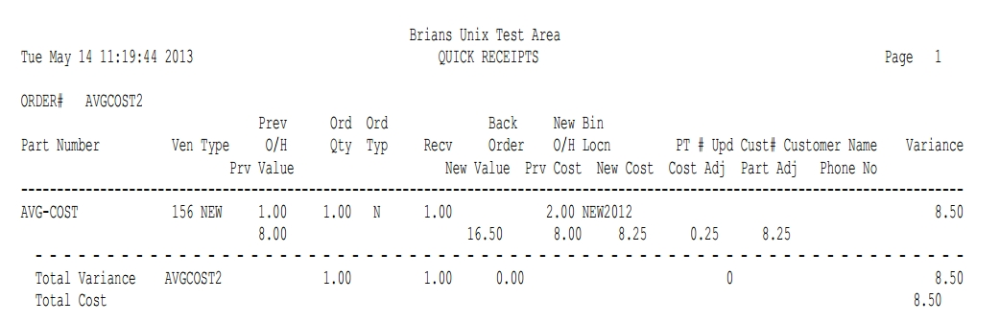 Brians Unix Test Area
Tue May 14 11:19:44 2013 QUICK RECEIPTS Page 1
ORDER# AVGCOST2
Prev Ord Ord Back New Bin
Part Number Ven Type O/H Qty Typ Recv Order O/H Locn PT # Upd Cust# Customer Name Variance
Prv Value New Value Prv Cost New Cost Cost Adj Part Adj Phone No
AVG-COST 156 NEW 1.00 1.00 N 1.00 2.00 NEW2012 8.50
8.00 16.50 8.00 8.25 0.25 8.25
Total Variance AVGCOST2 1.00 1.00 0.00 0 8.50
Total Cost 8.50